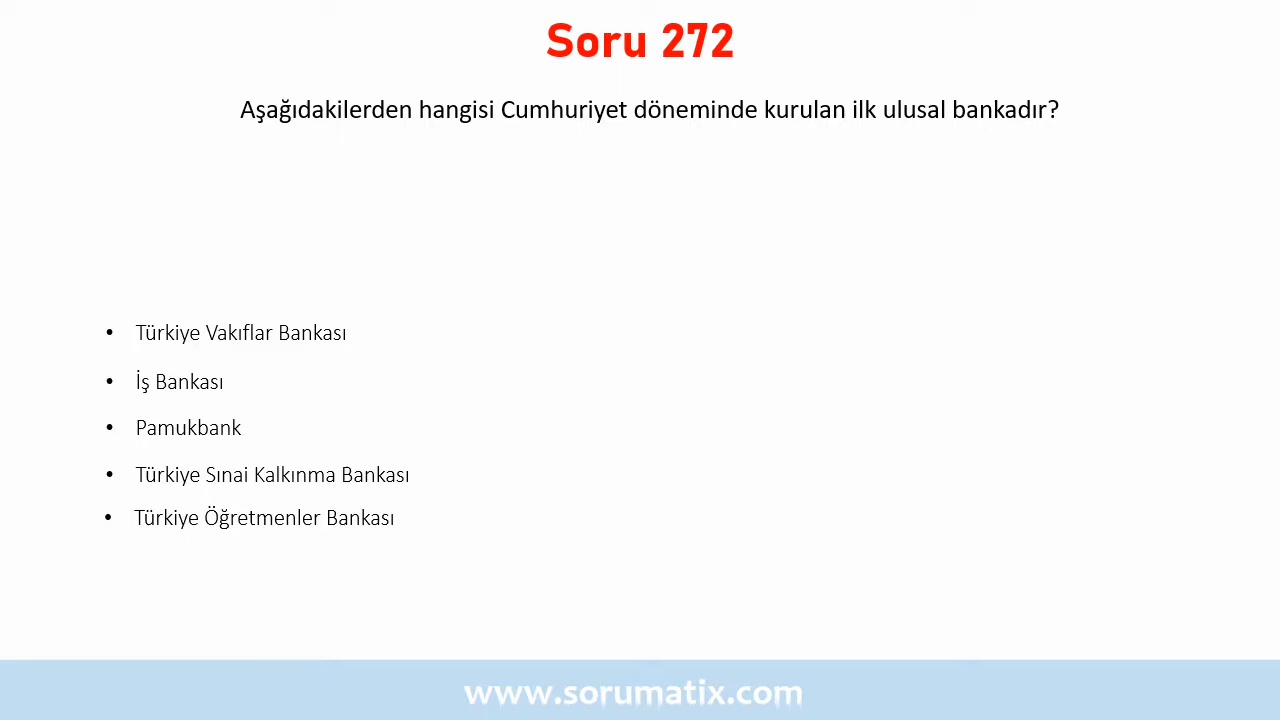 Soru 272
Aşağıdakilerden hangisi Cumhuriyet döneminde kurulan ilk ulusal bankadır?
• Türkiye Vakıflar Bankası
• İş Bankası
• Pamukbank
• Türkiye Sınai Kalkınma Bankası
• Türkiye Öğretmenler Bankası
www.sorumatix.com